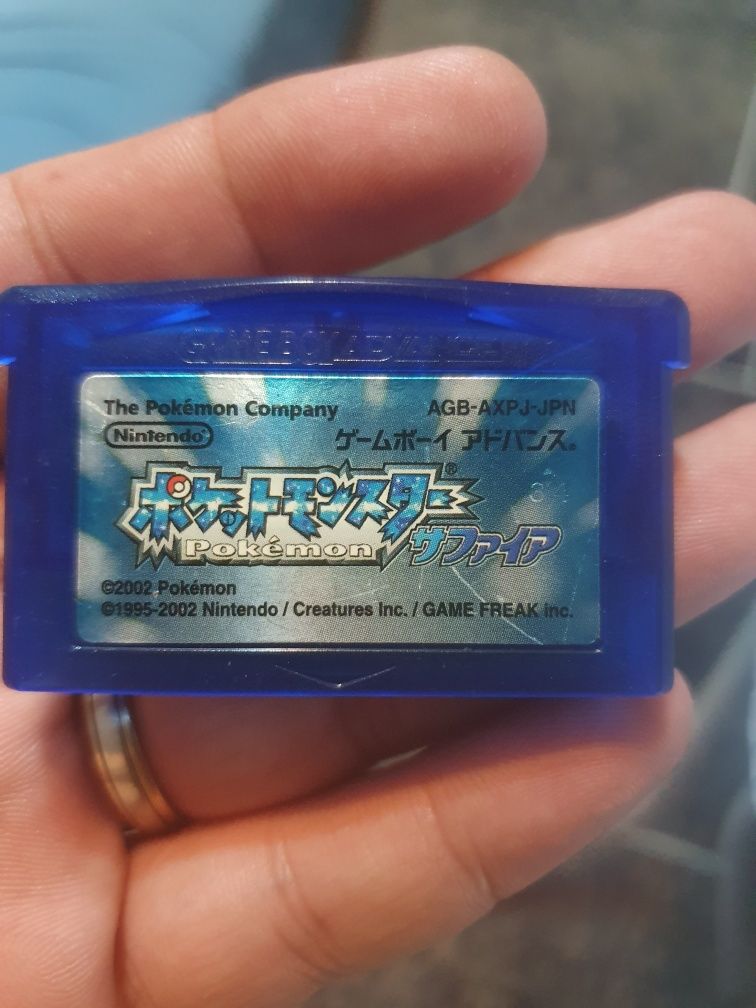 GAME BOY ADVANCE
The Pokémon Company AGB-AXPJ-JPN
Nintendo ゲームボーイ アドバンス®
ポケットモンスター®
Pokémon サファイア
©2002 Pokémon
©1995-2002 Nintendo / Creatures Inc. / GAME FREAK inc.